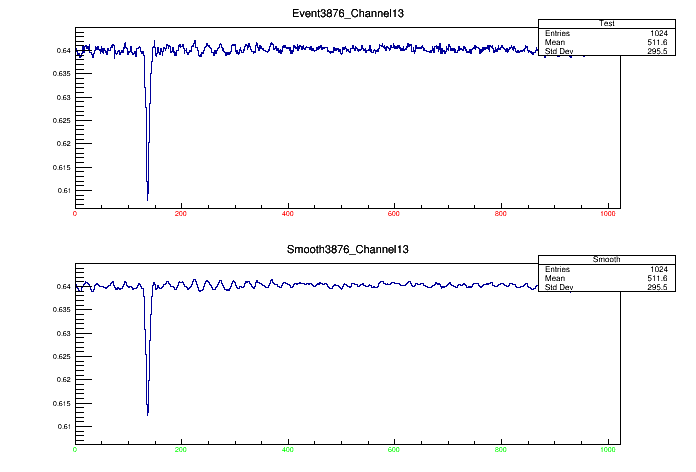 Event3876_Channel13
Test
Entries 1024
Mean 511.6
Std Dev 295.5
0.64
0.635
0.63
0.625
0.62
0.615
0.61
0 200 400 600 800 1000
Smooth3876_Channel13
Smooth
Entries 1024
Mean 511.6
Std Dev 295.5
0.64
0.635
0.63
0.625
0.62
0.615
0.61
0 200 400 600 800 1000